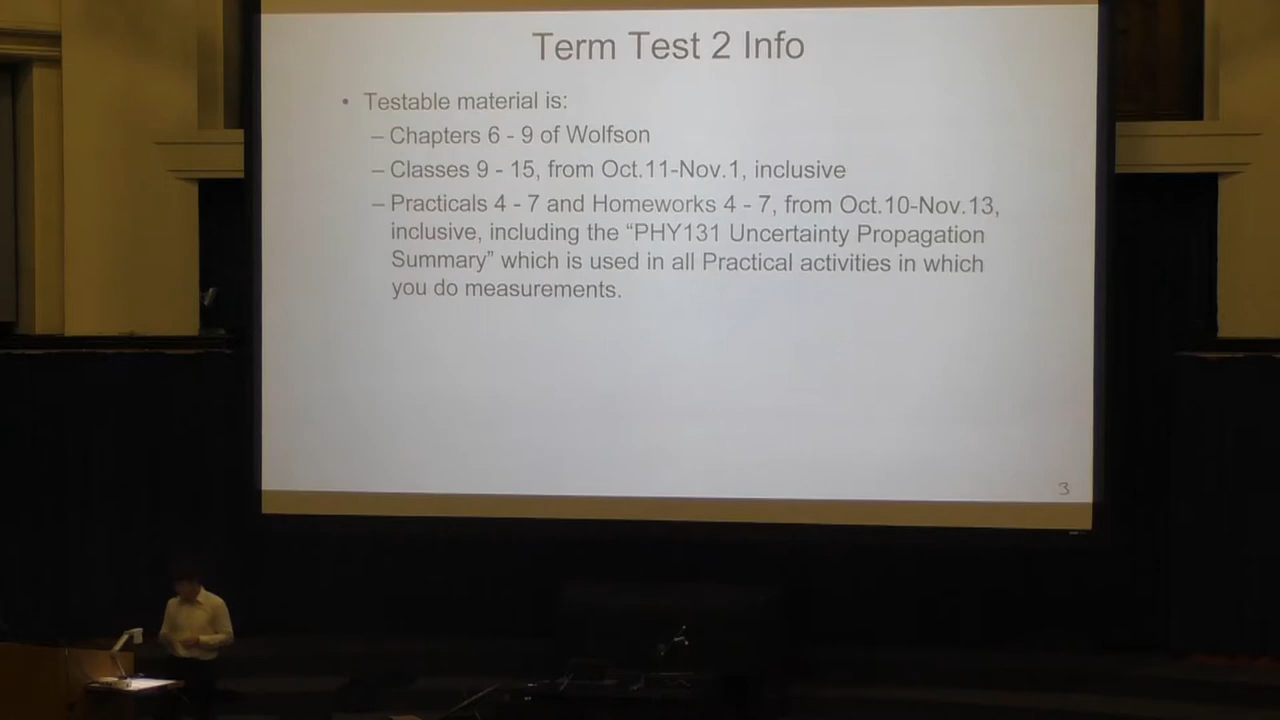 Term Test 2 Info
• Testable material is:
– Chapters 6 - 9 of Wolfson
– Classes 9 - 15, from Oct.11-Nov.1, inclusive
– Practicals 4 - 7 and Homeworks 4 - 7, from Oct.10-Nov.13,
inclusive, including the “PHY131 Uncertainty Propagation
Summary” which is used in all Practical activities in which
you do measurements.
3